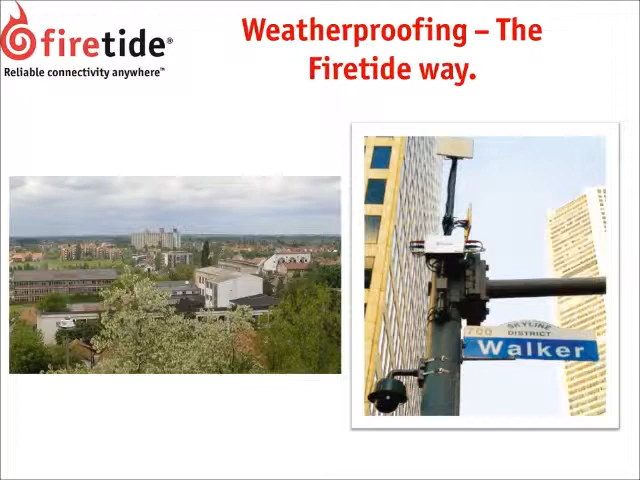 firetide®
Reliable connectivity anywhere™
Weatherproofing – The
Firetide way.
700
SKYLINE
DISTRICT
Walker